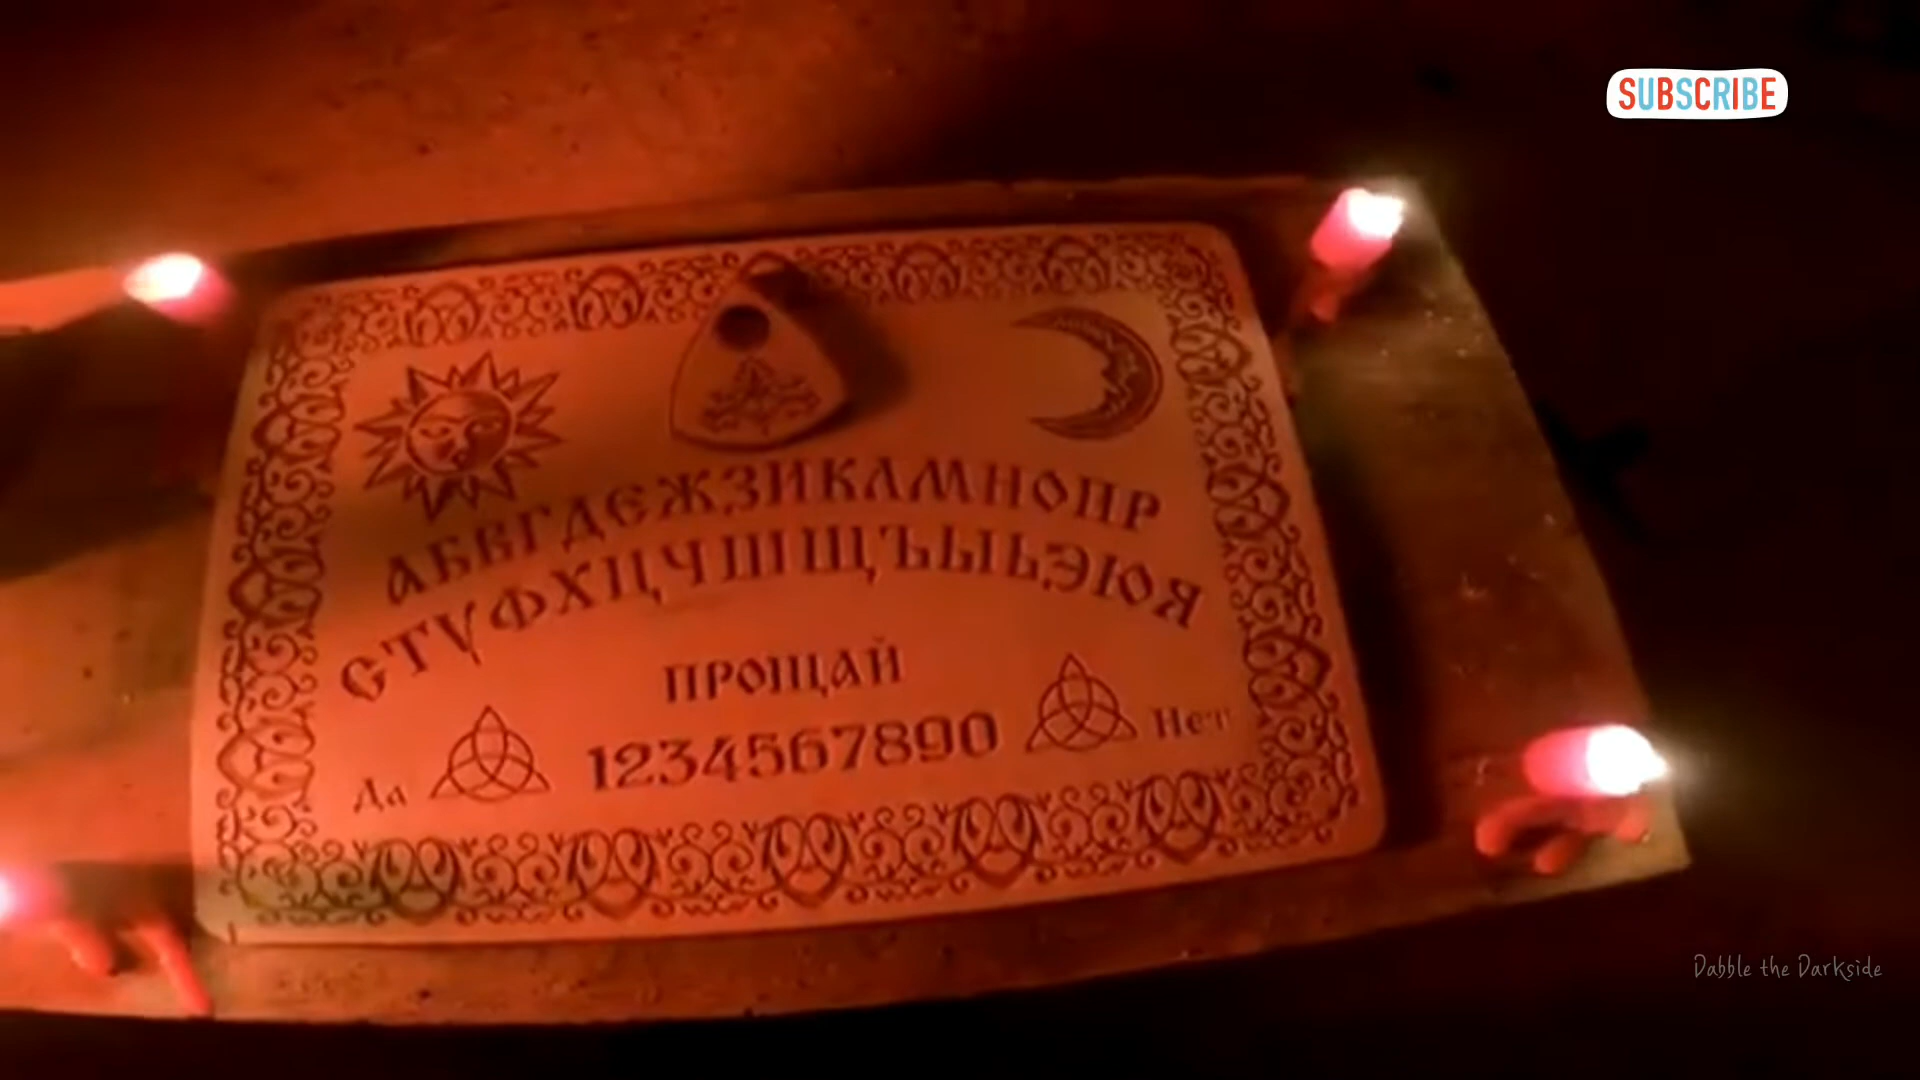 SUBSCRIBE
АБВГДЕЖЗИКЛМНОПР
СТУФХЦЧШЩЪЫЬЭЮЯ
ПРОЩАЙ
Да
1234567890
Нет
Dabble the Darkside